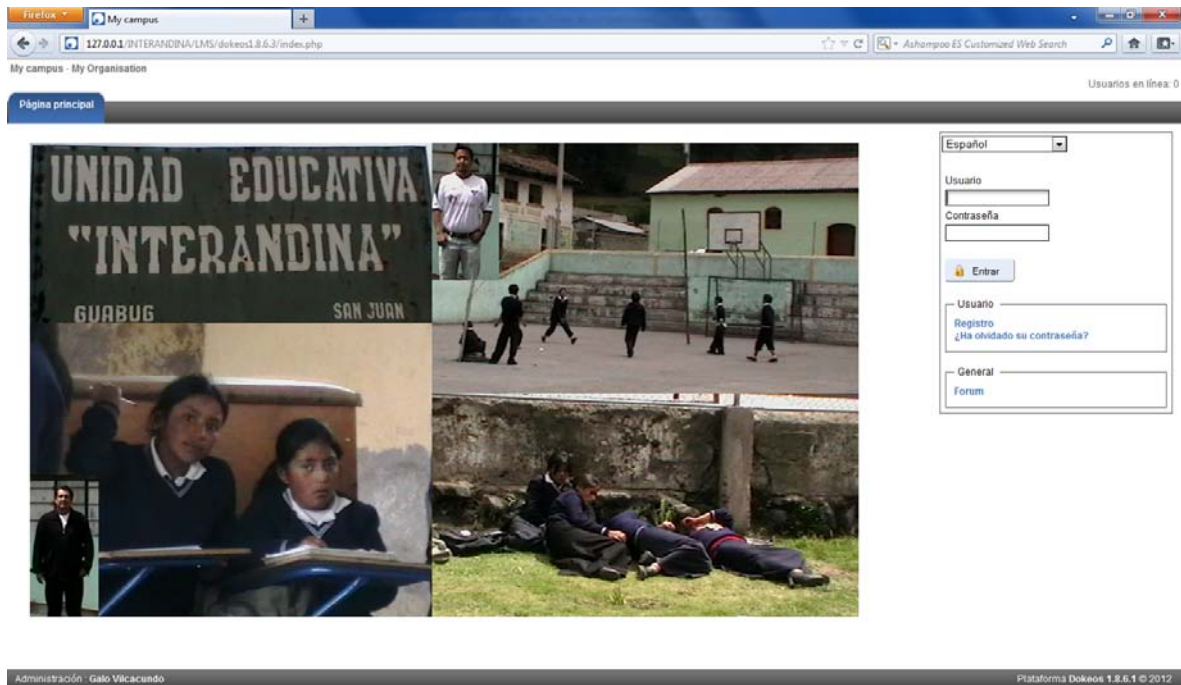 Firefox
My campus
127.0.0.1/INTERANDINA/LMS/dokeos1.8.6.3/index.php
Ashampoo ES Customized Web Search
My campus - My Organisation
Usuarios en línea: 0
Página principal
UNIDAD EDUCATIVA
"INTERANDINA"
GUABUG SAN JUAN
Español
Usuario
Contraseña
Entrar
Usuario
Registro
¿Ha olvidado su contraseña?
General
Forum
Administración : Galo Vilcacundo
Plataforma Dokeos 1.8.6.1 © 2012